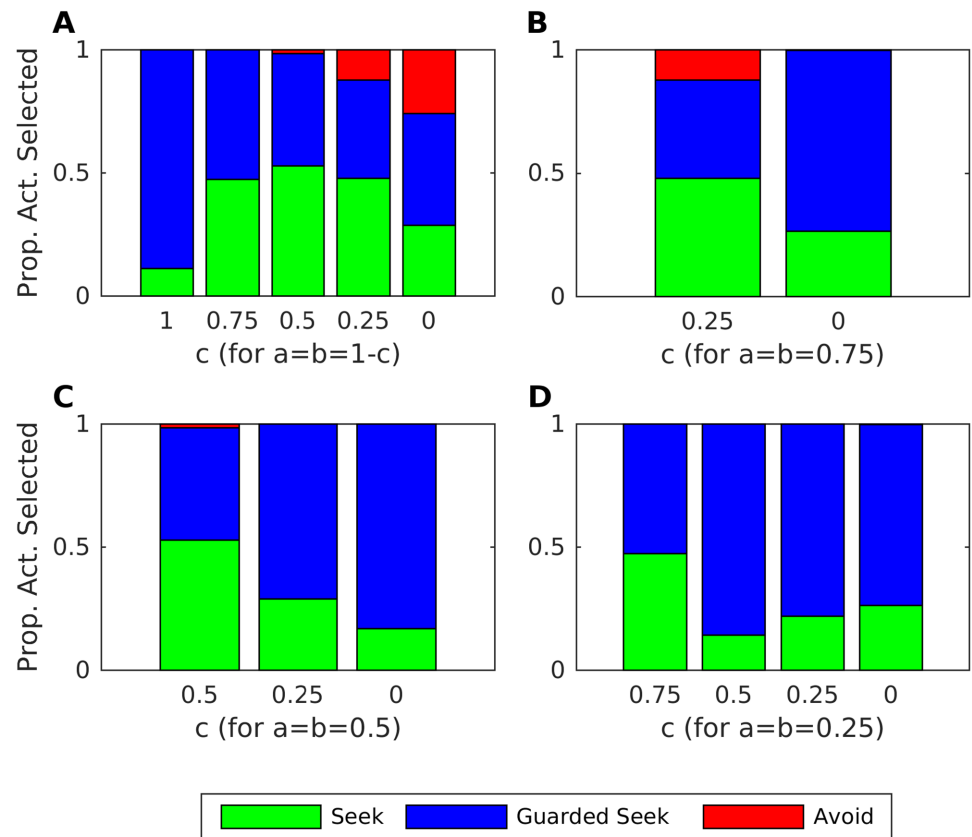 A
Prop. Act. Selected
1
0.5
0
1 0.75 0.5 0.25 0
c (for a=b=1-c)
B
1
0.5
0
0.25 0
c (for a=b=0.75)
C
Prop. Act. Selected
1
0.5
0
0.5 0.25 0
c (for a=b=0.5)
D
1
0.5
0
0.75 0.5 0.25 0
c (for a=b=0.25)
Seek Guarded Seek Avoid